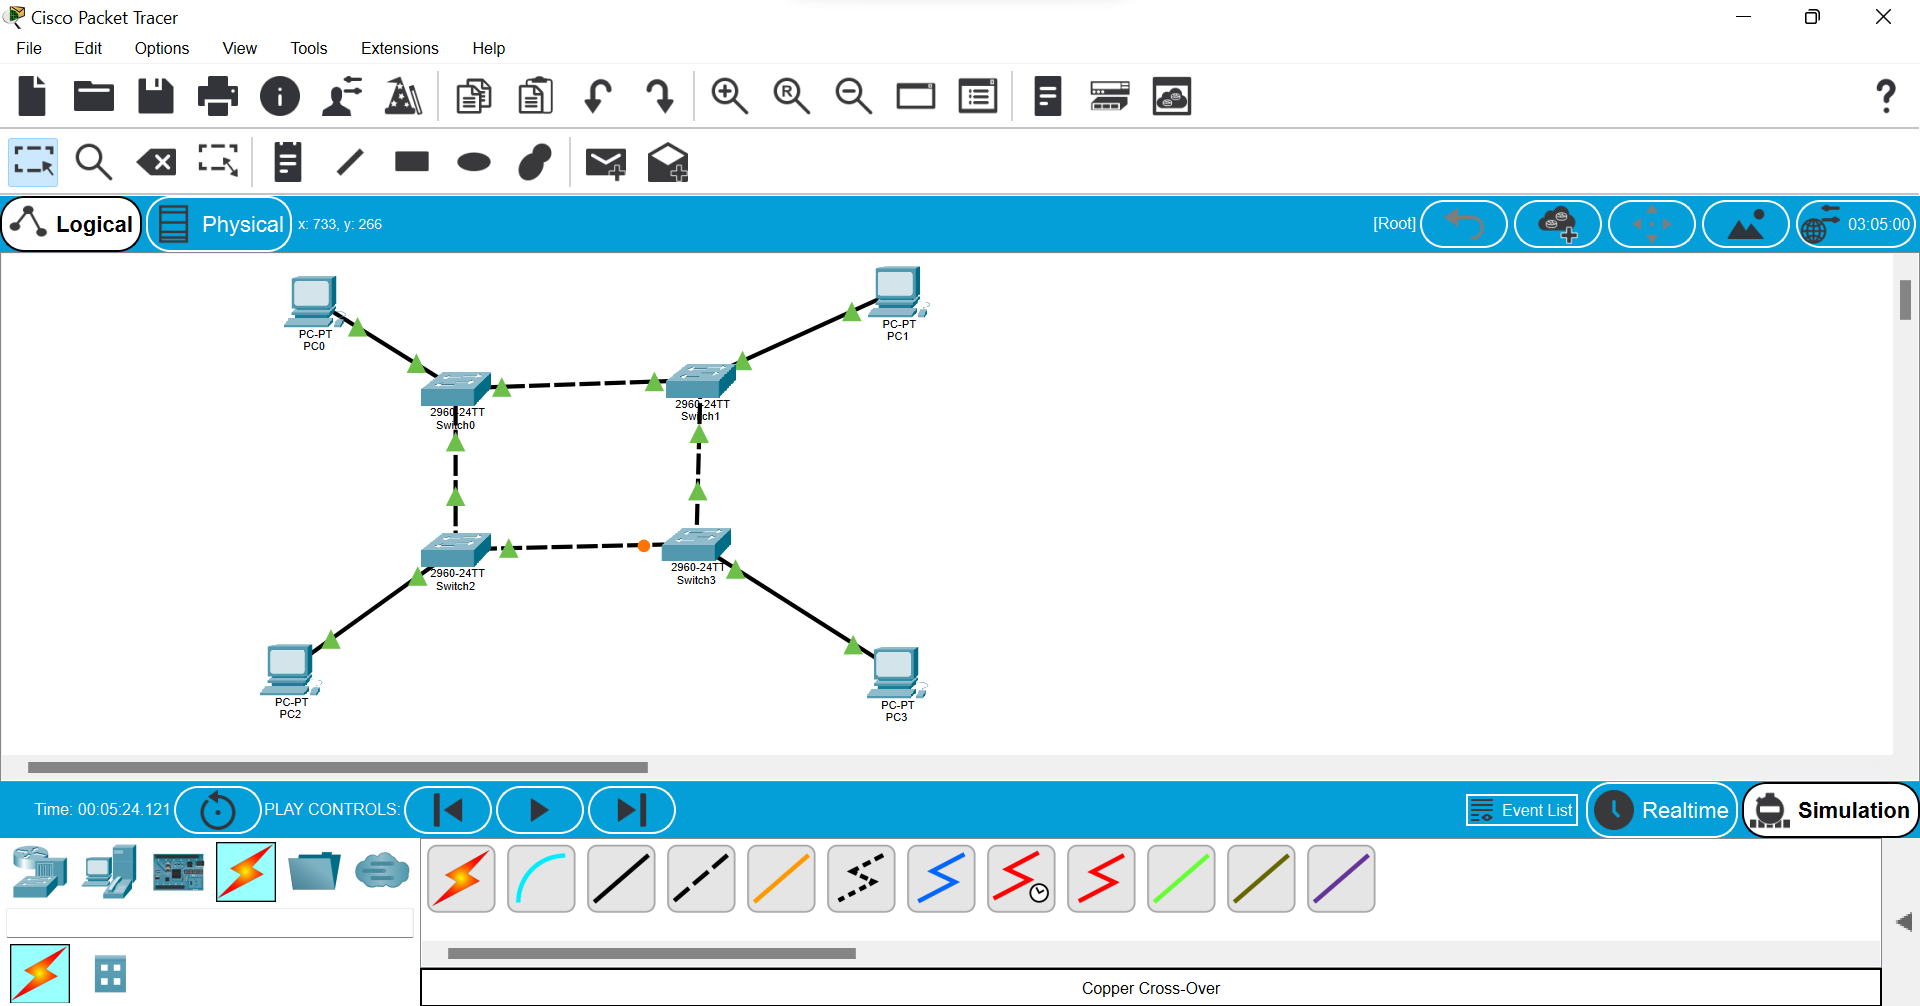 Cisco Packet Tracer
File Edit Options View Tools Extensions Help
Logical Physical x: 733, y: 266 [Root] 03:05:00
PC-PT
PC0
PC-PT
PC1
2960-24TT
Switch0
2960-24TT
Switch1
2960-24TT
Switch2
2960-24TT
Switch3
PC-PT
PC2
PC-PT
PC3
Time: 00:05:24.121 PLAY CONTROLS: Event List Realtime Simulation
Copper Cross-Over